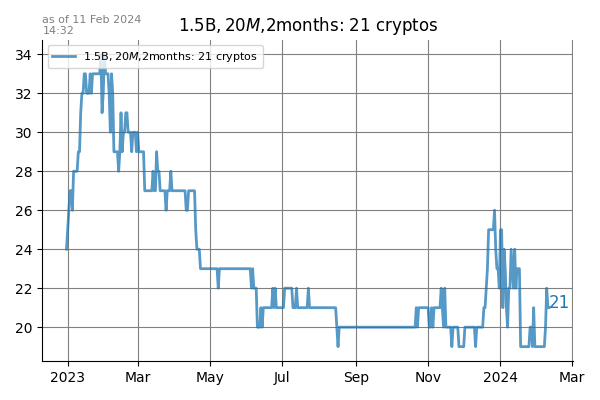 as of 11 Feb 2024
14:32
1.5B, 20M,2months: 21 cryptos
1.5B, 20M,2months: 21 cryptos
34
32
30
28
26
24
22
20
21
2023 Mar May Jul Sep Nov 2024 Mar